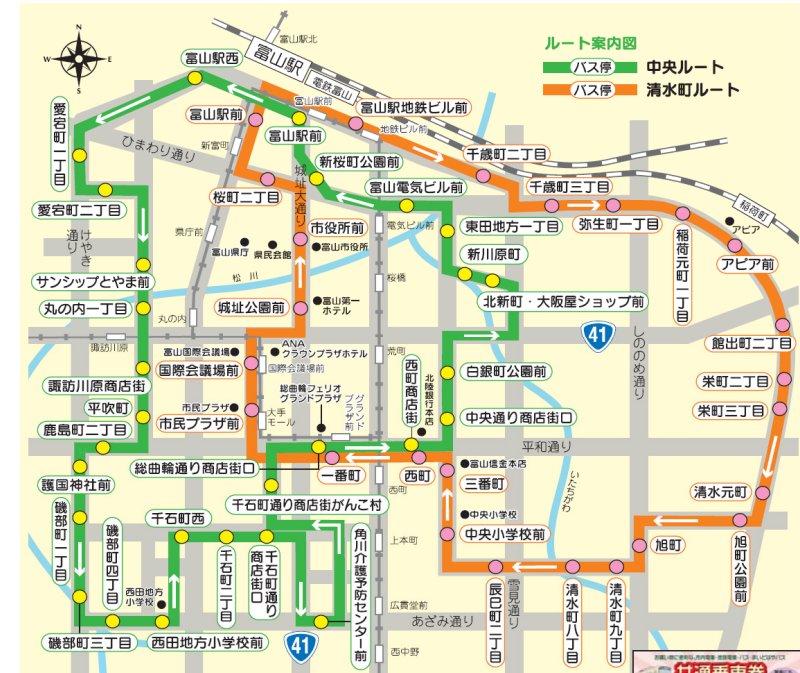 N
W
E
S
富山駅北
富山駅
電鉄富山
ルート案内図
バス停
中央ルート
バス停
清水町ルート
富山駅西
富山駅前
富山駅地鉄ビル前
地鉄ビル前
富山駅前
富山駅前
愛宕町一丁目
ひまわり通り
新富町
新桜町公園前
千歳町二丁目
千歳町三丁目
稲荷町
愛宕町二丁目
桜町二丁目
城址大通り
富山電気ビル前
電気ビル前
東田地方一丁目
弥生町一丁目
稲荷元町一丁目
アピア
アピア前
けやき通り
県庁前
富山県庁
県民会館
市役所前
富山市役所
新川原町
サンシップとやま前
松川
桜橋
北新町・大阪屋ショップ前
丸の内一丁目
丸の内
城址公園前
富山第一ホテル
41
しののめ通り
館出町二丁目
諏訪川原
富山国際会議場
国際会議場前
ANA
クラウンプラザホテル
国際会議場前
荒町
西町商店街
北陸銀行本店
白銀町公園前
栄町二丁目
諏訪川原商店街
平吹町
市民プラザ
市民プラザ前
大手モール
総曲輪フェリオ
グランドプラザ
グランドプラザ前
中央通り商店街口
栄町三丁目
鹿島町二丁目
平和通り
護国神社前
総曲輪通り商店街口
一番町
西町
富山信金本店
三番町
いたちがわ
清水元町
千石町通り商店街がんこ村
西町
磯部町一丁目
磯部町四丁目
千石町西
中央小学校
中央小学校前
旭町
旭町公園前
千石町二丁目
千石町通り商店街口
角川介護予防センター前
上本町
西田地方小学校
広貫堂前
辰巳町二丁目
雪見通り
清水町八丁目
清水町九丁目
あざみ通り
磯部町三丁目
西田地方小学校前
41
西中野
共通乗車券